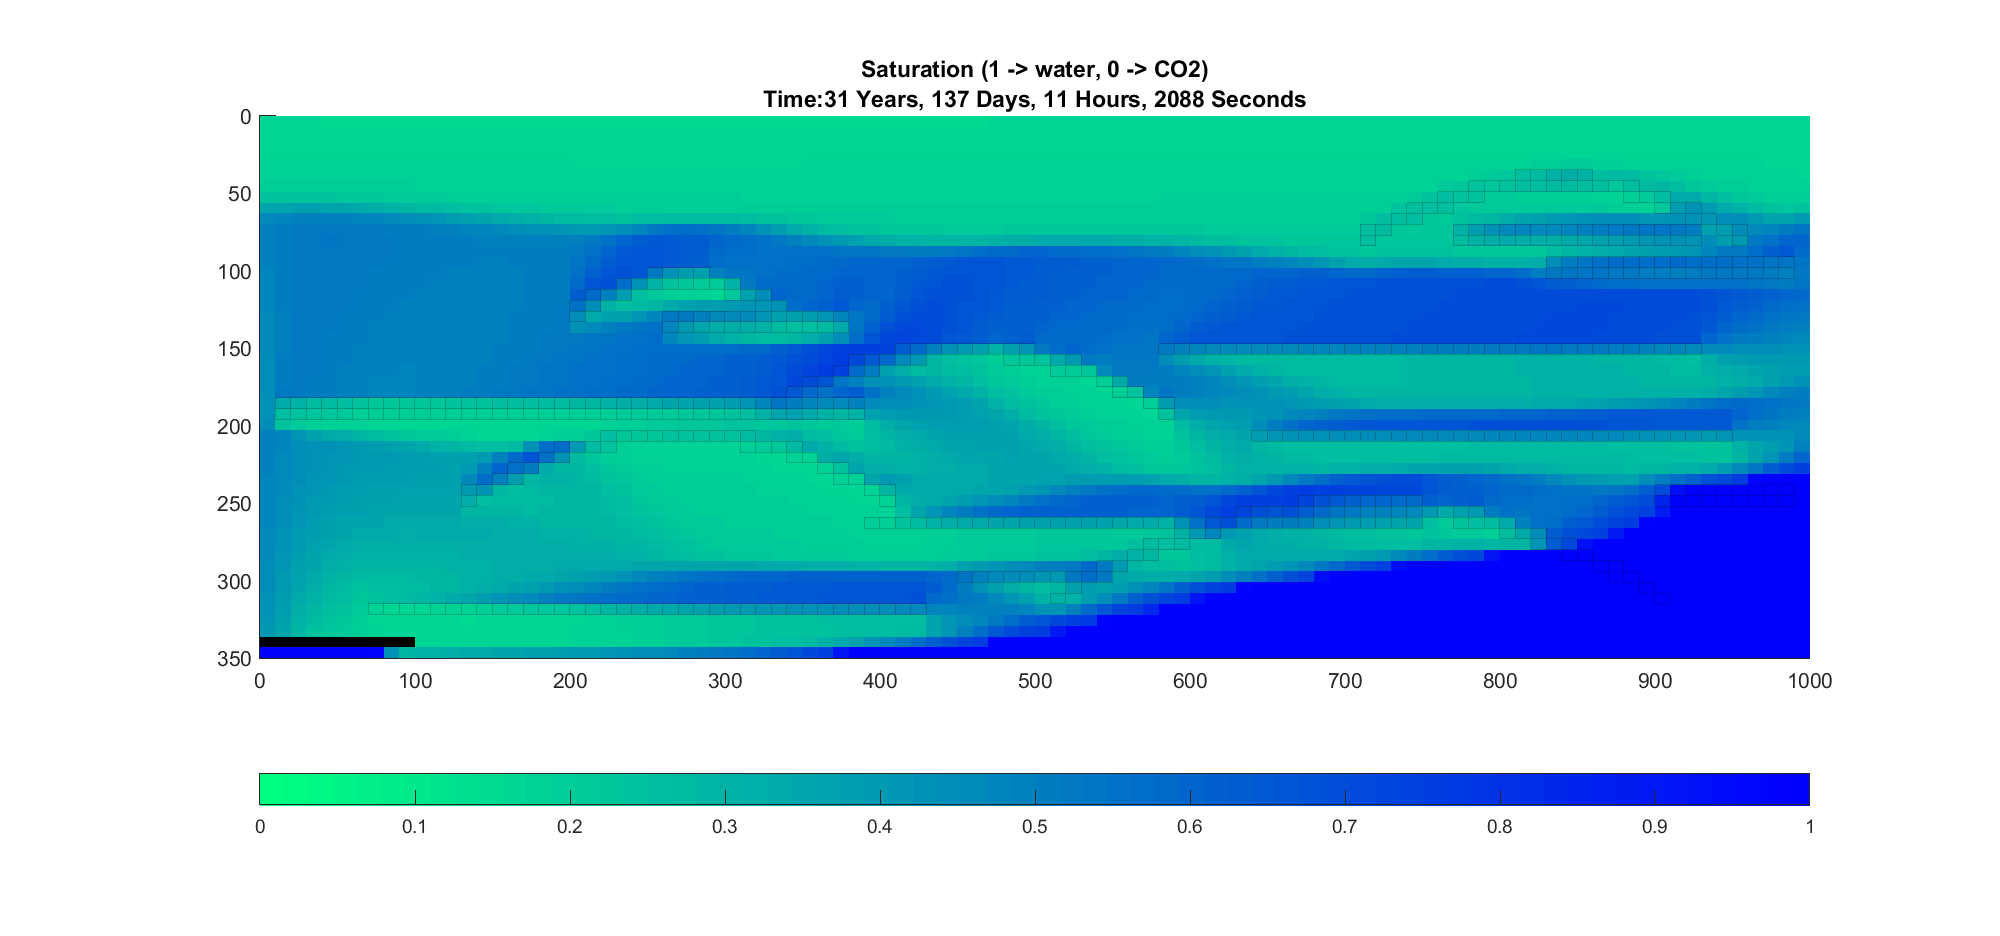 Saturation (1 -> water, 0 -> CO2)
Time:31 Years, 137 Days, 11 Hours, 2088 Seconds
0
50
100
150
200
250
300
350
0 100 200 300 400 500 600 700 800 900 1000
0 0.1 0.2 0.3 0.4 0.5 0.6 0.7 0.8 0.9 1